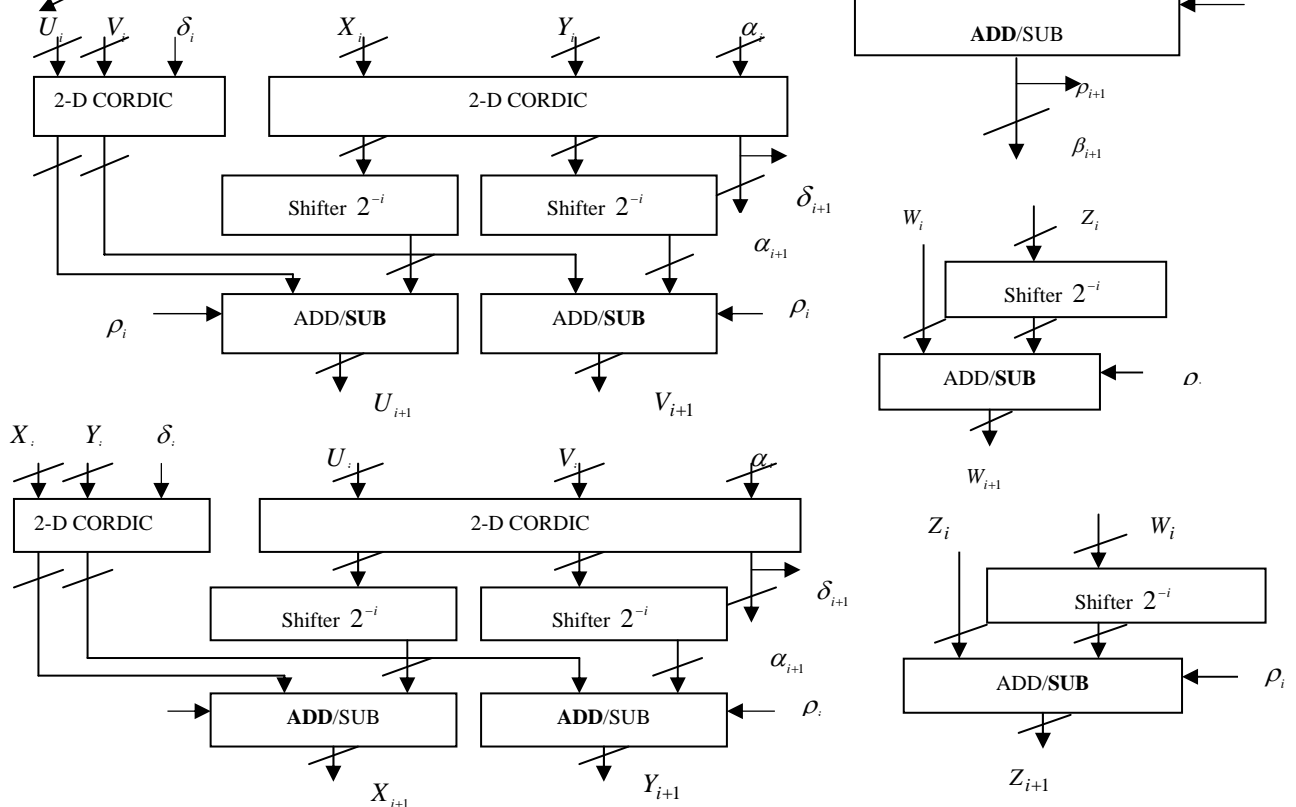 U_i V_i δ_i X_i Y_i α_i
2-D CORDIC 2-D CORDIC
Shifter 2^{-i} Shifter 2^{-i}
δ_{i+1}
α_{i+1}
ADD/SUB ADD/SUB
ρ_i ρ_i
U_{i+1} V_{i+1}
X_i Y_i δ_i U_i V_i α_i
2-D CORDIC 2-D CORDIC
Shifter 2^{-i} Shifter 2^{-i}
δ_{i+1}
α_{i+1}
ADD/SUB ADD/SUB
ρ_i
X_{i+1} Y_{i+1}
ADD/SUB
ρ_{i+1}
β_{i+1}
W_i Z_i
Shifter 2^{-i}
ADD/SUB
W_{i+1}
Z_i W_i
Shifter 2^{-i}
ADD/SUB ρ_i
Z_{i+1}